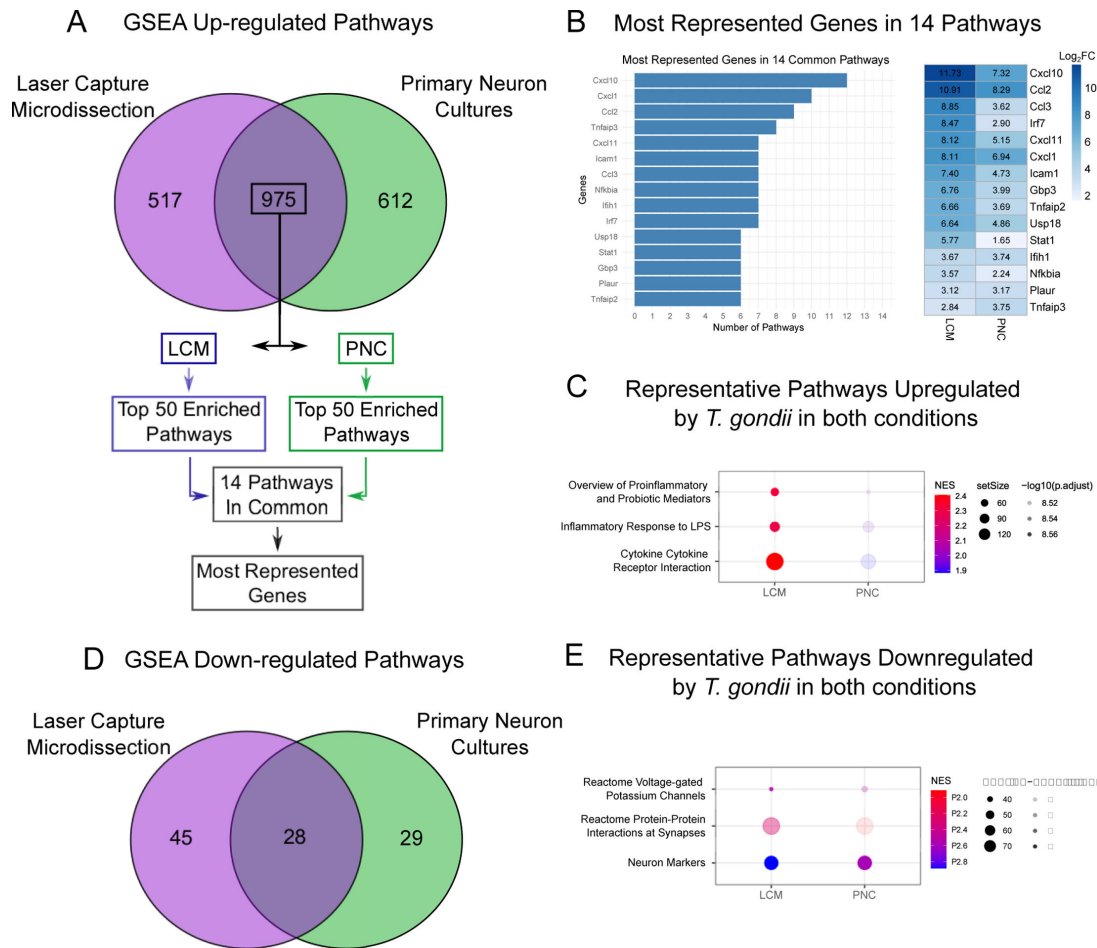 A GSEA Up-regulated Pathways
Laser Capture
Microdissection
Primary Neuron
Cultures
517
975
612
LCM
PNC
Top 50 Enriched
Pathways
Top 50 Enriched
Pathways
14 Pathways
In Common
Most Represented
Genes
B Most Represented Genes in 14 Pathways
Most Represented Genes in 14 Common Pathways
Genes
Cxcl10
Cxcl1
Ccl2
Tnfaip3
Cxcl11
Icam1
Ccl3
Nfkbia
Ifih1
Irf7
Usp18
Stat1
Gbp3
Plaur
Tnfaip2
0 1 2 3 4 5 6 7 8 9 10 11 12 13 14
Number of Pathways
Log2FC
10
8
6
4
2
11.73 7.32 Cxcl10
10.91 8.29 Ccl2
8.85 3.62 Ccl3
8.47 2.90 Irf7
8.12 5.15 Cxcl11
8.11 6.94 Cxcl1
7.40 4.73 Icam1
6.76 3.99 Gbp3
6.66 3.69 Tnfaip2
6.64 4.86 Usp18
5.77 1.65 Stat1
3.67 3.74 Ifih1
3.57 2.24 Nfkbia
3.12 3.17 Plaur
2.84 3.75 Tnfaip3
LCM PNC
C Representative Pathways Upregulated
by T. gondii in both conditions
Overview of Proinflammatory
and Probiotic Mediators
Inflammatory Response to LPS
Cytokine Cytokine
Receptor Interaction
LCM PNC
NES
2.4
2.3
2.2
2.1
2.0
1.9
setSize
60
90
120
−log10(p.adjust)
8.52
8.54
8.56
D GSEA Down-regulated Pathways
Laser Capture
Microdissection
Primary Neuron
Cultures
45
28
29
E Representative Pathways Downregulated
by T. gondii in both conditions
Reactome Voltage-gated
Potassium Channels
Reactome Protein-Protein
Interactions at Synapses
Neuron Markers
LCM PNC
NES
P2.0
P2.2
P2.4
P2.6
P2.8
40
50
60
70